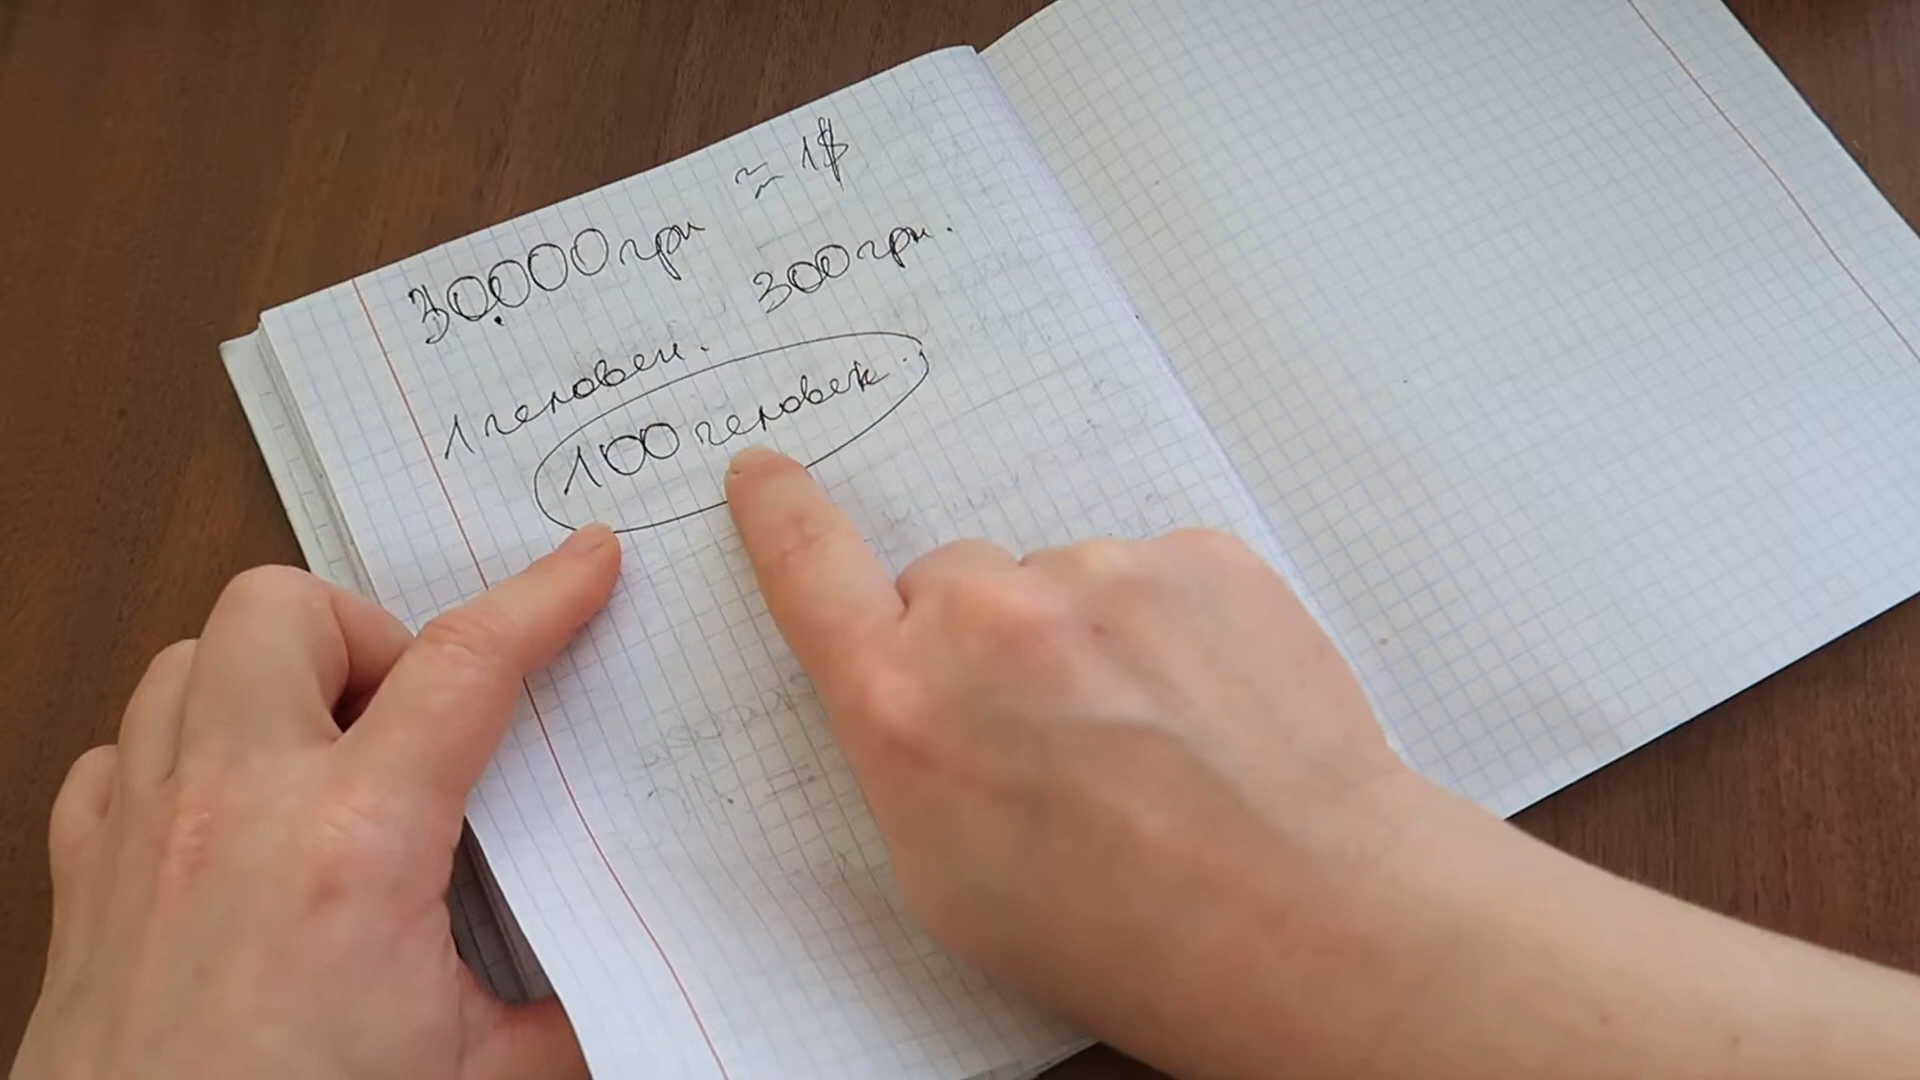 ≈ 1$
30.000 грн
300 грн.
1 человек.
100 человек.